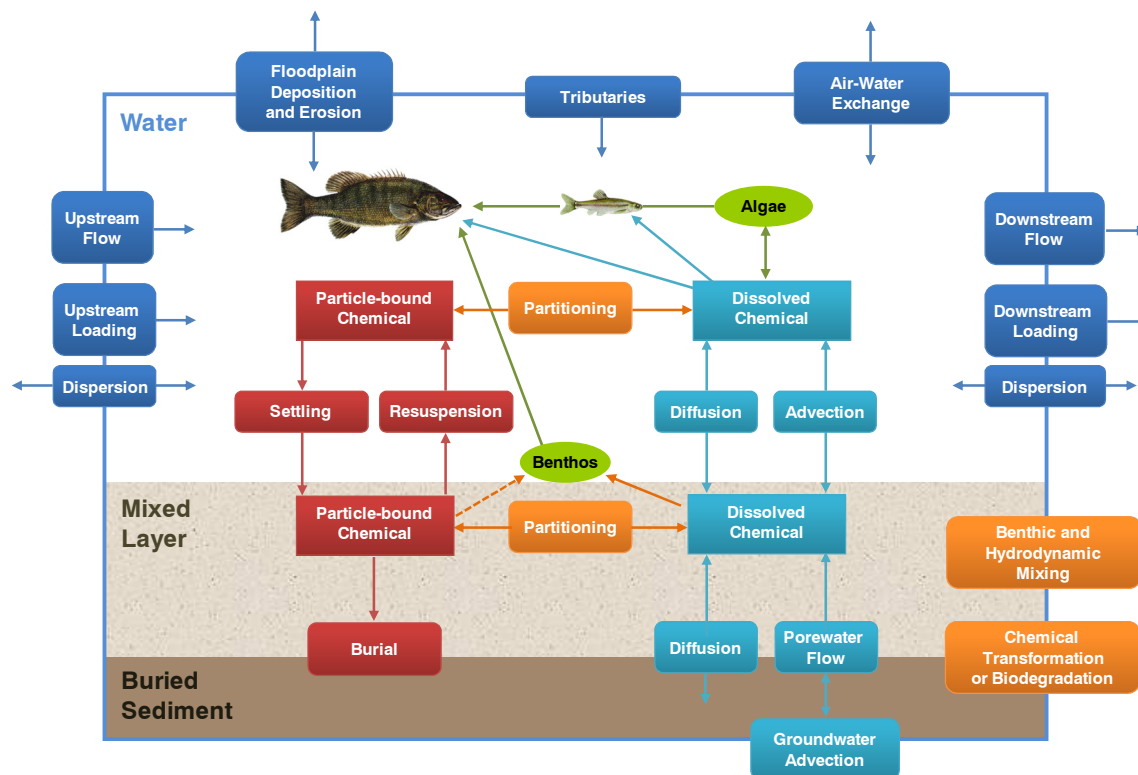 Floodplain
Deposition
and Erosion
Tributaries
Air-Water
Exchange
Water
Upstream
Flow
Algae
Downstream
Flow
Particle-bound
Chemical
Partitioning
Dissolved
Chemical
Upstream
Loading
Downstream
Loading
Dispersion
Dispersion
Settling
Resuspension
Diffusion
Advection
Benthos
Mixed
Layer
Particle-bound
Chemical
Partitioning
Dissolved
Chemical
Benthic and
Hydrodynamic
Mixing
Burial
Diffusion
Porewater
Flow
Chemical
Transformation
or Biodegradation
Buried
Sediment
Groundwater
Advection